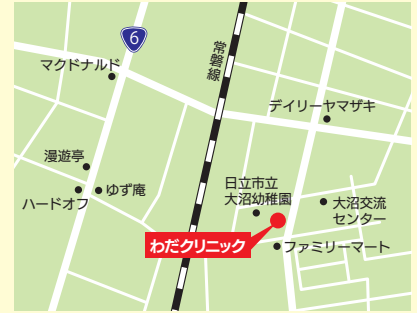 6
マクドナルド
常磐線
デイリーヤマザキ
漫遊亭
ゆず庵
ハードオフ
日立市立
大沼幼稚園
大沼交流
センター
わだクリニック
ファミリーマート